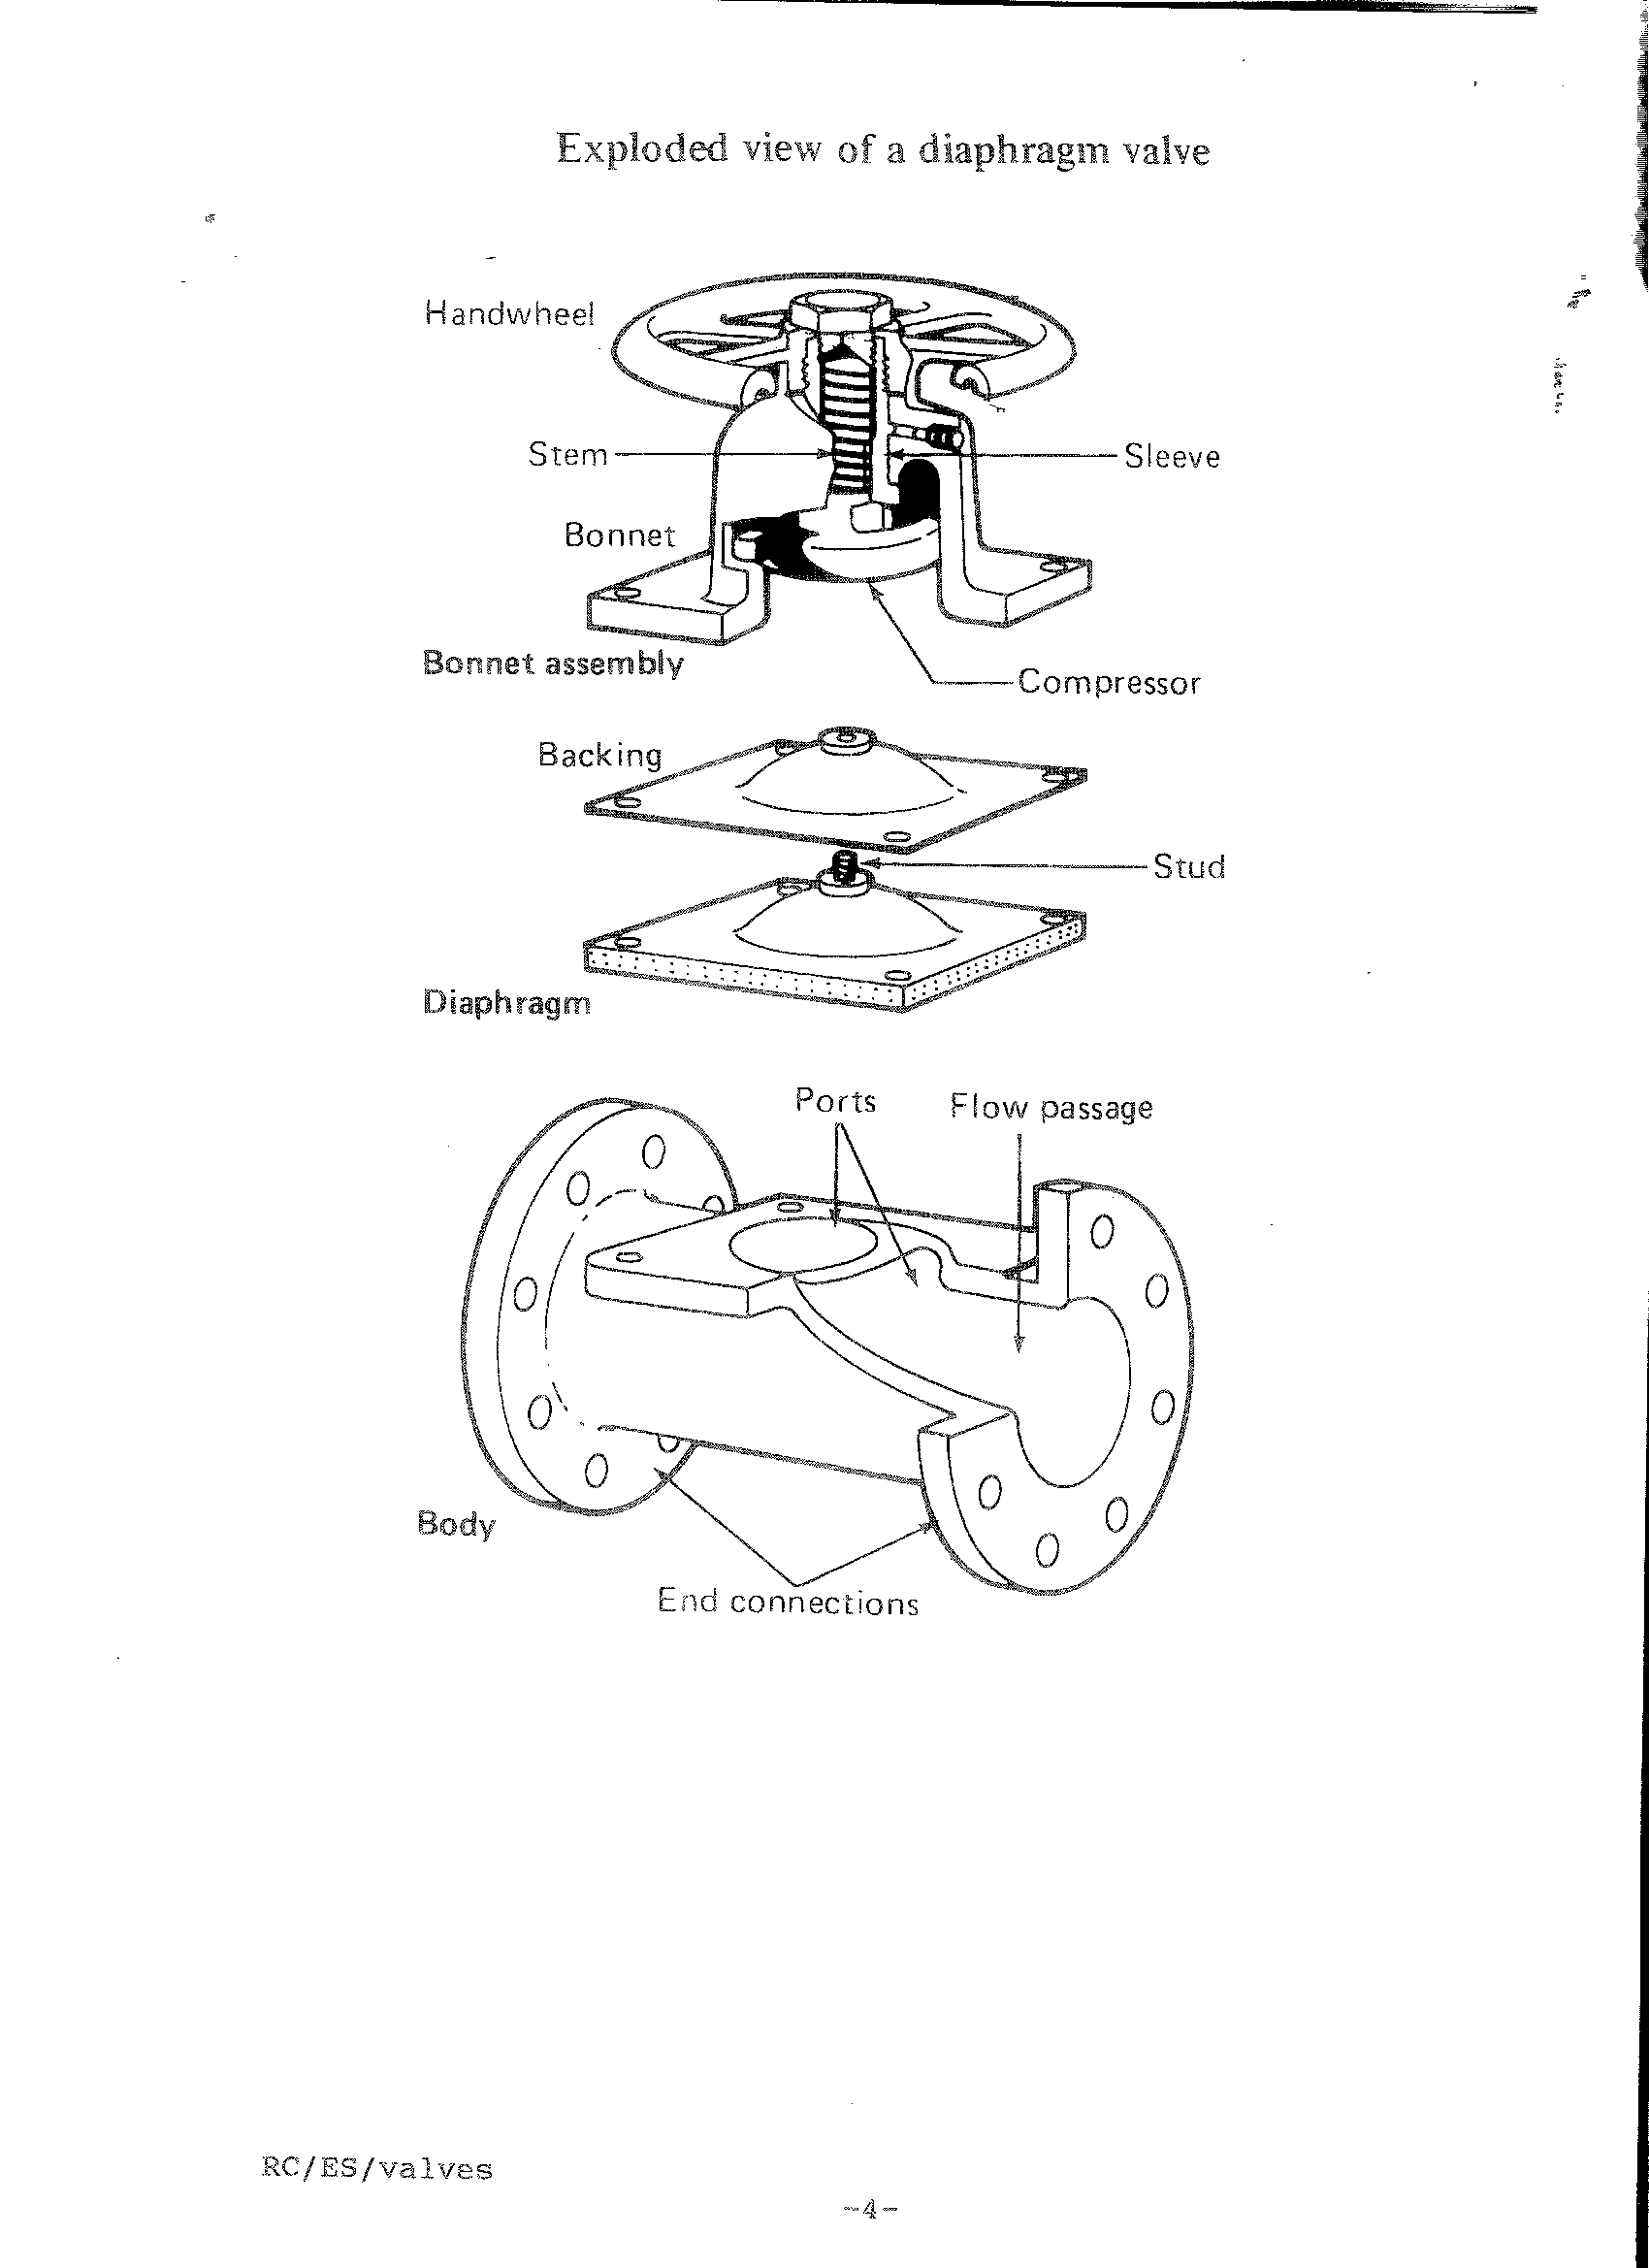 Exploded view of a diaphragm valve
Handwheel
Stem
Sleeve
Bonnet
Bonnet assembly
Compressor
Backing
Stud
Diaphragm
Ports
Flow passage
Body
End connections
RC/ES/valves
-4-